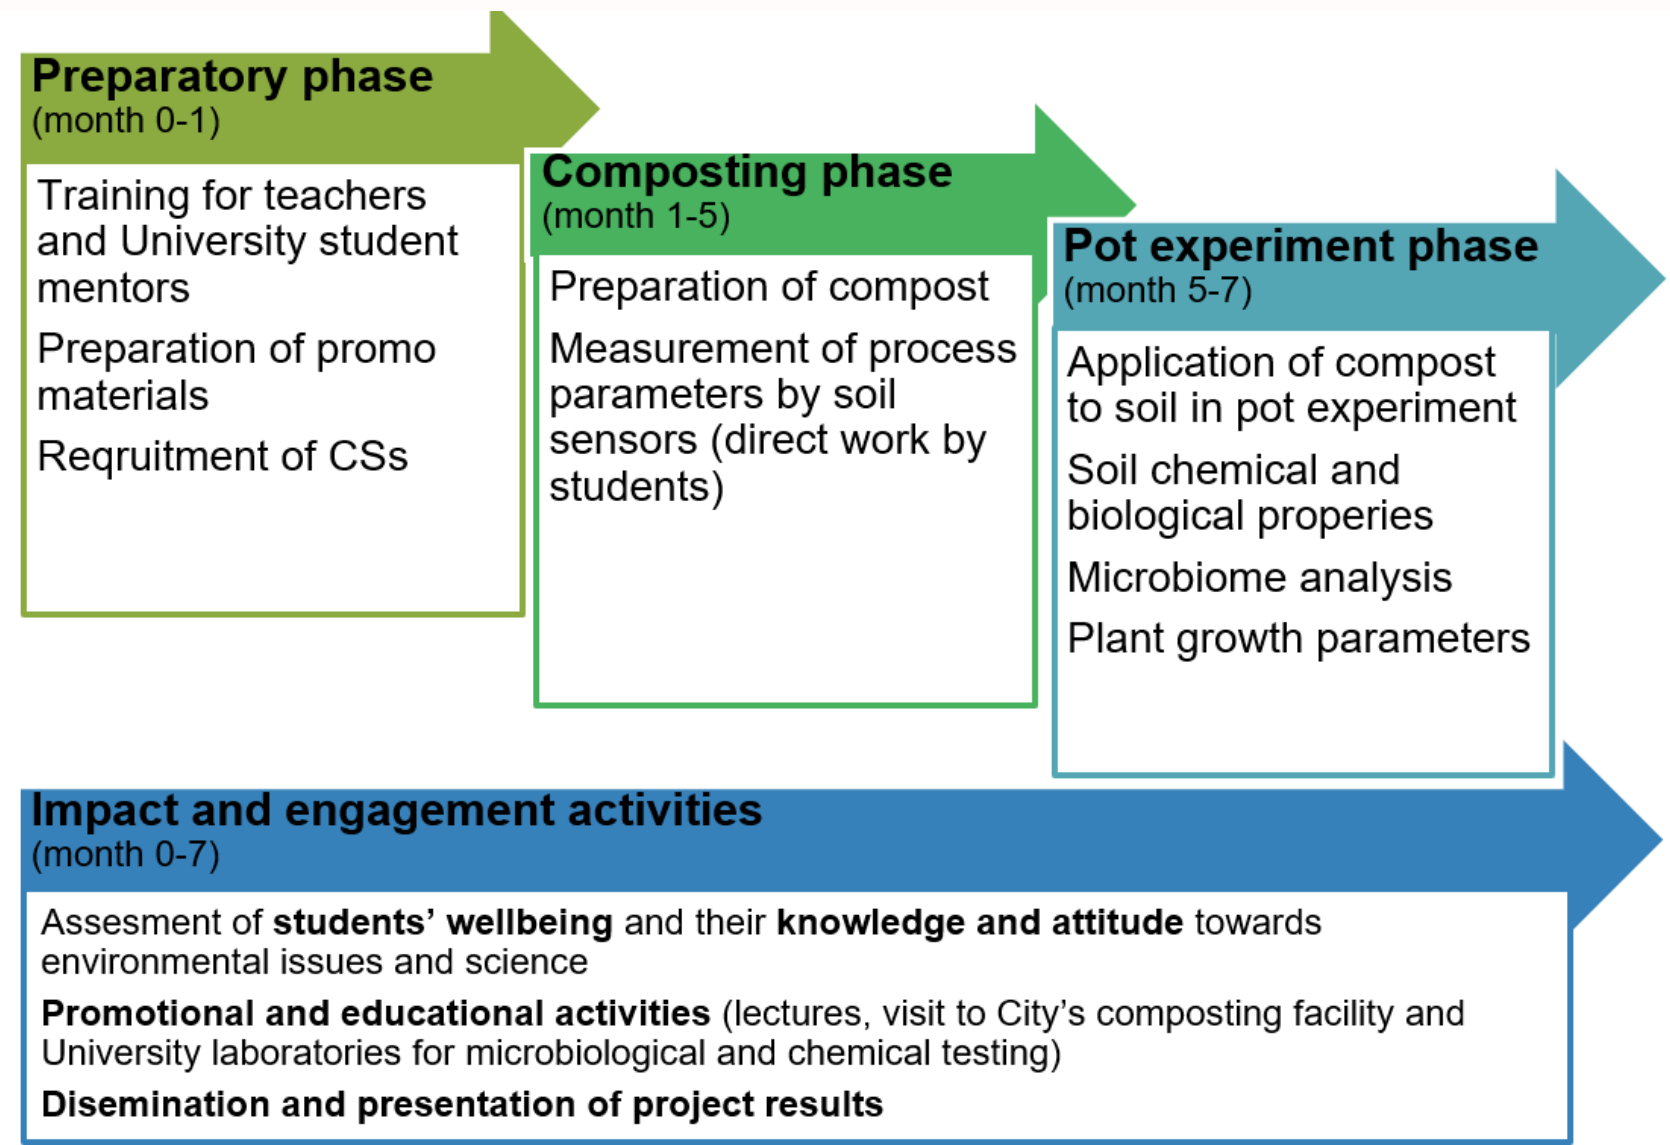 Preparatory phase
(month 0-1)
Training for teachers
and University student
mentors
Preparation of promo
materials
Reqruitment of CSs
Composting phase
(month 1-5)
Preparation of compost
Measurement of process
parameters by soil
sensors (direct work by
students)
Pot experiment phase
(month 5-7)
Application of compost
to soil in pot experiment
Soil chemical and
biological properies
Microbiome analysis
Plant growth parameters
Impact and engagement activities
(month 0-7)
Assesment of students’ wellbeing and their knowledge and attitude towards
environmental issues and science
Promotional and educational activities (lectures, visit to City’s composting facility and
University laboratories for microbiological and chemical testing)
Disemination and presentation of project results